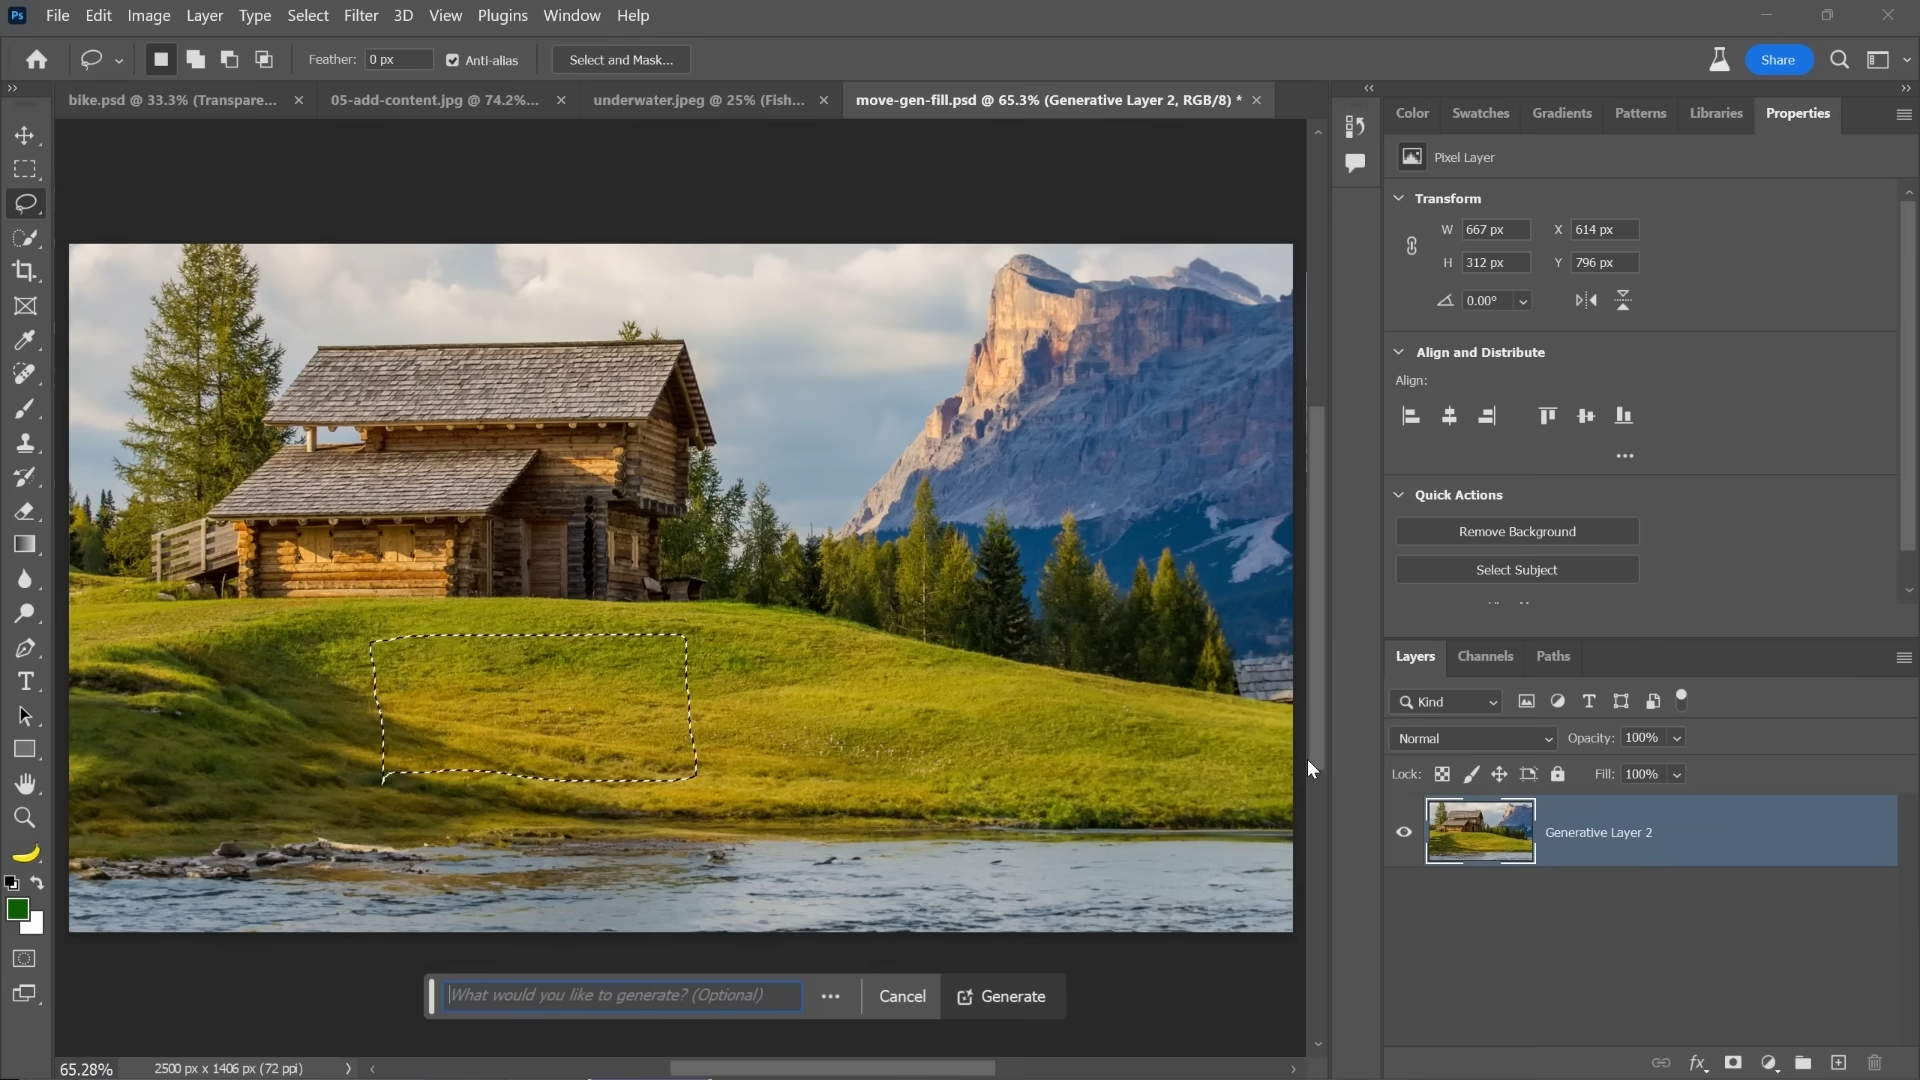 Ps File Edit Image Layer Type Select Filter 3D View Plugins Window Help
Feather: 0 px Anti-alias Select and Mask... Share
bike.psd @ 33.3% (Transpare... 05-add-content.jpg @ 74.2%... underwater.jpeg @ 25% (Fish... move-gen-fill.psd @ 65.3% (Generative Layer 2, RGB/8) *
Color Swatches Gradients Patterns Libraries Properties
Pixel Layer
Transform
W 667 px X 614 px
H 312 px Y 796 px
0.00°
Align and Distribute
Align:
Quick Actions
Remove Background
Select Subject
Layers Channels Paths
Kind
Normal Opacity: 100%
Lock: Fill: 100%
Generative Layer 2
What would you like to generate? (Optional) Cancel Generate
65.28% 2500 px x 1406 px (72 ppi)